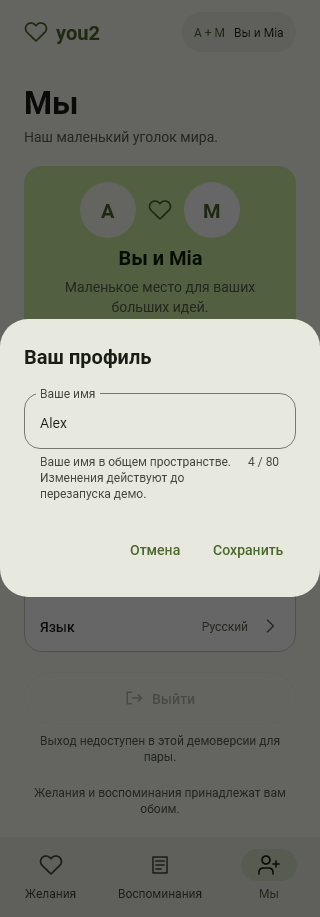 you2
A + M Вы и Mia
Мы
Наш маленький уголок мира.
A
M
Вы и Mia
Маленькое место для ваших
больших идей.
Ваш профиль
Ваше имя
Alex
Ваше имя в общем пространстве. 4 / 80
Изменения действуют до
перезапуска демо.
Отмена Сохранить
Язык Русский
Выйти
Выход недоступен в этой демоверсии для
пары.
Желания и воспоминания принадлежат вам
обоим.
Желания Воспоминания Мы